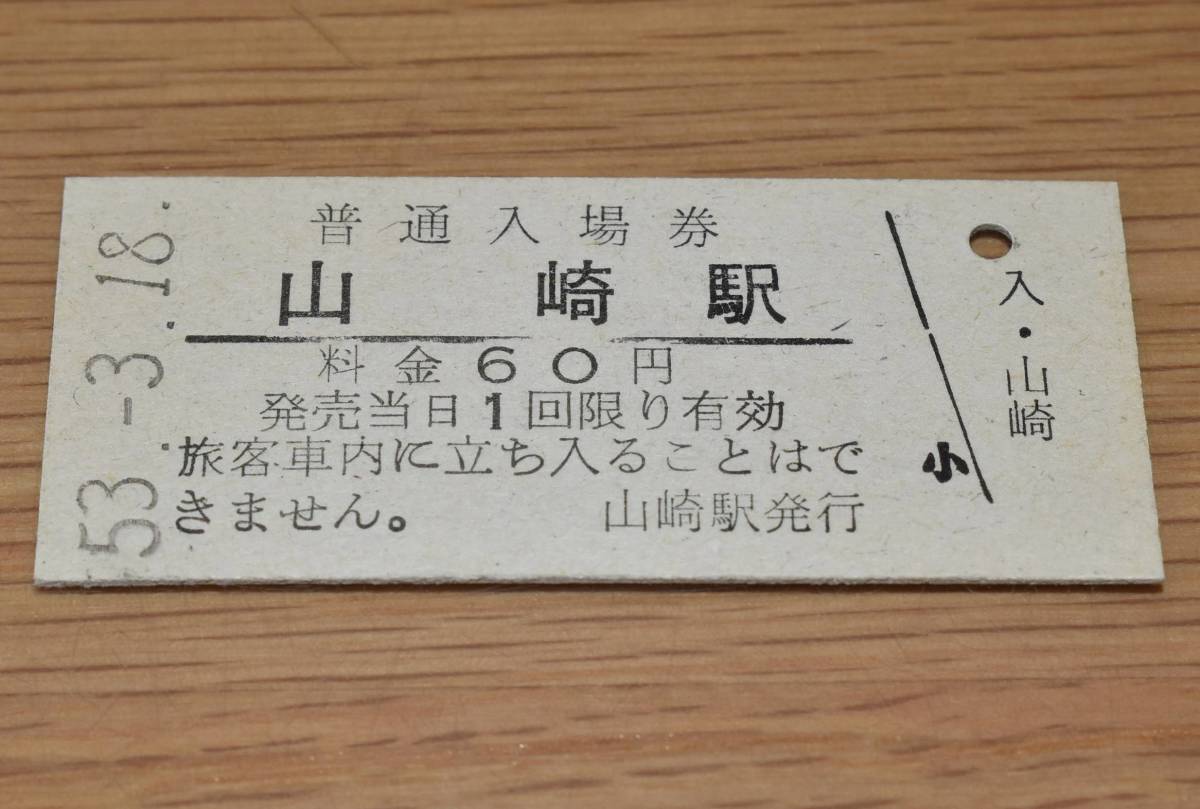 53.-3.18.
普通入場券
山崎駅
料金60円
発売当日1回限り有効
旅客車内に立ち入ることはで
きません。 山崎駅発行
小
入・山崎